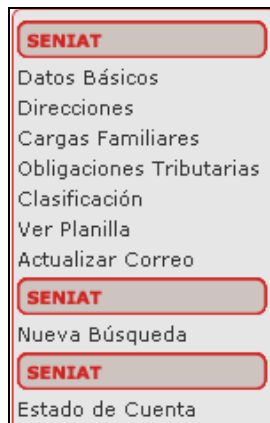 SENIAT
Datos Básicos
Direcciones
Cargas Familiares
Obligaciones Tributarias
Clasificación
Ver Planilla
Actualizar Correo
SENIAT
Nueva Búsqueda
SENIAT
Estado de Cuenta